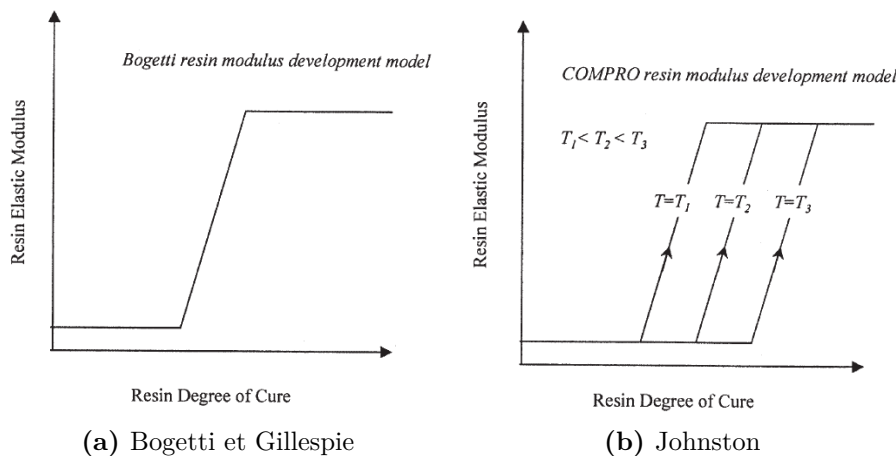 Bogetti resin modulus development model
Resin Elastic Modulus
Resin Degree of Cure
(a) Bogetti et Gillespie
COMPRO resin modulus development model
T₁ < T₂ < T₃
T=T₁
T=T₂
T=T₃
Resin Elastic Modulus
Resin Degree of Cure
(b) Johnston